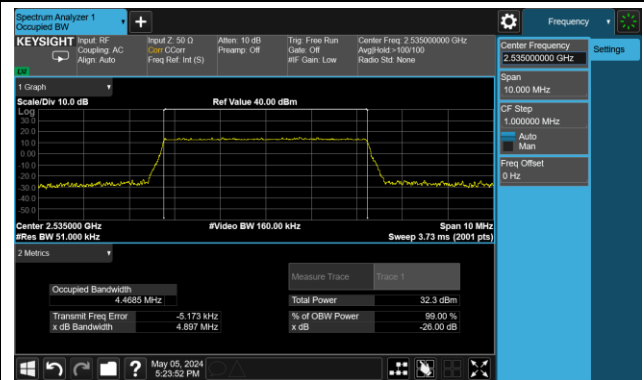 Spectrum Analyzer 1
Occupied BW
Frequency
KEYSIGHT
Input: RF
Coupling: AC
Align: Auto
Input Z: 50 Ω
Corr CCorr
Freq Ref: Int (S)
Atten: 10 dB
Preamp: Off
Trig: Free Run
Gate: Off
#IF Gain: Low
Center Freq: 2.535000000 GHz
Avg|Hold:>100/100
Radio Std: None
Center Frequency
2.535000000 GHz
Settings
Span
10.000 MHz
CF Step
1.000000 MHz
Auto
Man
Freq Offset
0 Hz
1 Graph
Scale/Div 10.0 dB
Ref Value 40.00 dBm
Log
30.0
20.0
10.0
0.00
-10.0
-20.0
-30.0
-40.0
-50.0
Center 2.535000 GHz
#Video BW 160.00 kHz
Span 10 MHz
#Res BW 51.000 kHz
Sweep 3.73 ms (2001 pts)
2 Metrics
Measure Trace
Trace 1
Occupied Bandwidth
4.4685 MHz
Total Power
32.3 dBm
Transmit Freq Error
-5.173 kHz
% of OBW Power
99.00 %
x dB Bandwidth
4.897 MHz
x dB
-26.00 dB
May 05, 2024
5:23:52 PM